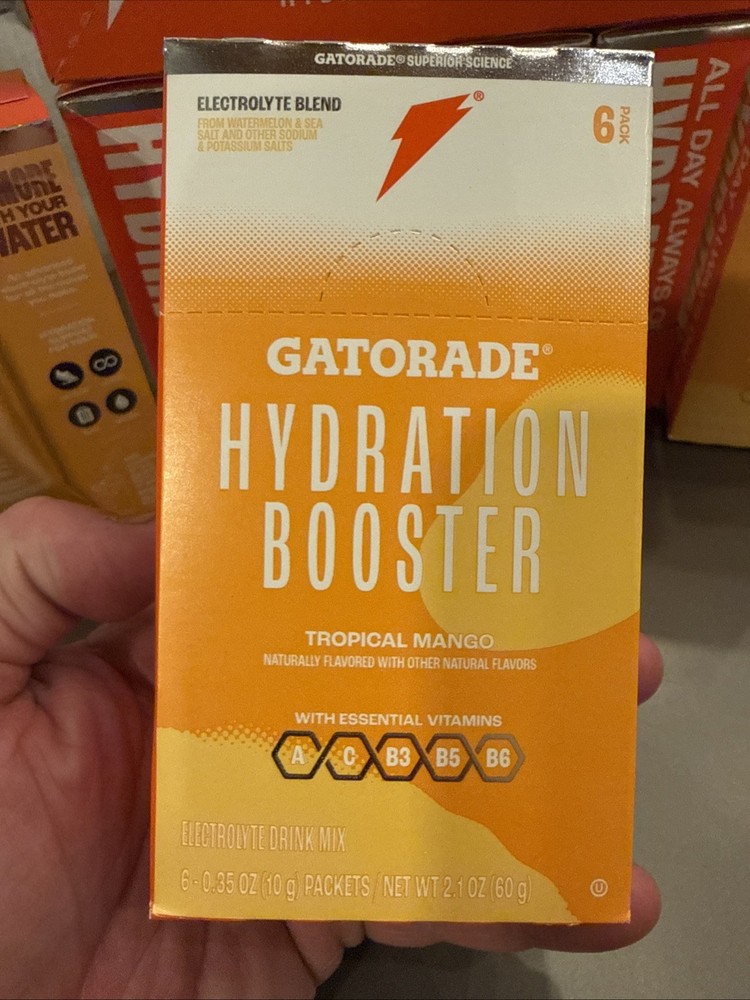 GATORADE® SUPERIOR SCIENCE
ELECTROLYTE BLEND
FROM WATERMELON & SEA
SALT AND OTHER SODIUM
& POTASSIUM SALTS
®
6 PACK
GATORADE®
HYDRATION
BOOSTER
TROPICAL MANGO
NATURALLY FLAVORED WITH OTHER NATURAL FLAVORS
WITH ESSENTIAL VITAMINS
A C B3 B5 B6
ELECTROLYTE DRINK MIX
6 - 0.35 OZ (10 g) PACKETS / NET WT 2.1 OZ (60 g)
U
MORE
YOUR
WATER
ALL DAY ALWAYS